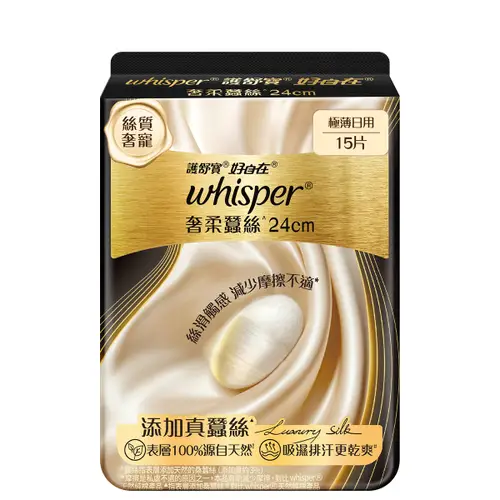 whisper® 護舒寶® 好自在®
奢柔蠶絲^24cm
絲質
奢寵
極薄日用
15片
護舒寶® 好自在®
whisper®
奢柔蠶絲^24cm
絲滑觸感 減少摩擦不適*
添加真蠶絲^
Luxury Silk
表層100%源自天然^
吸濕排汗更乾爽*